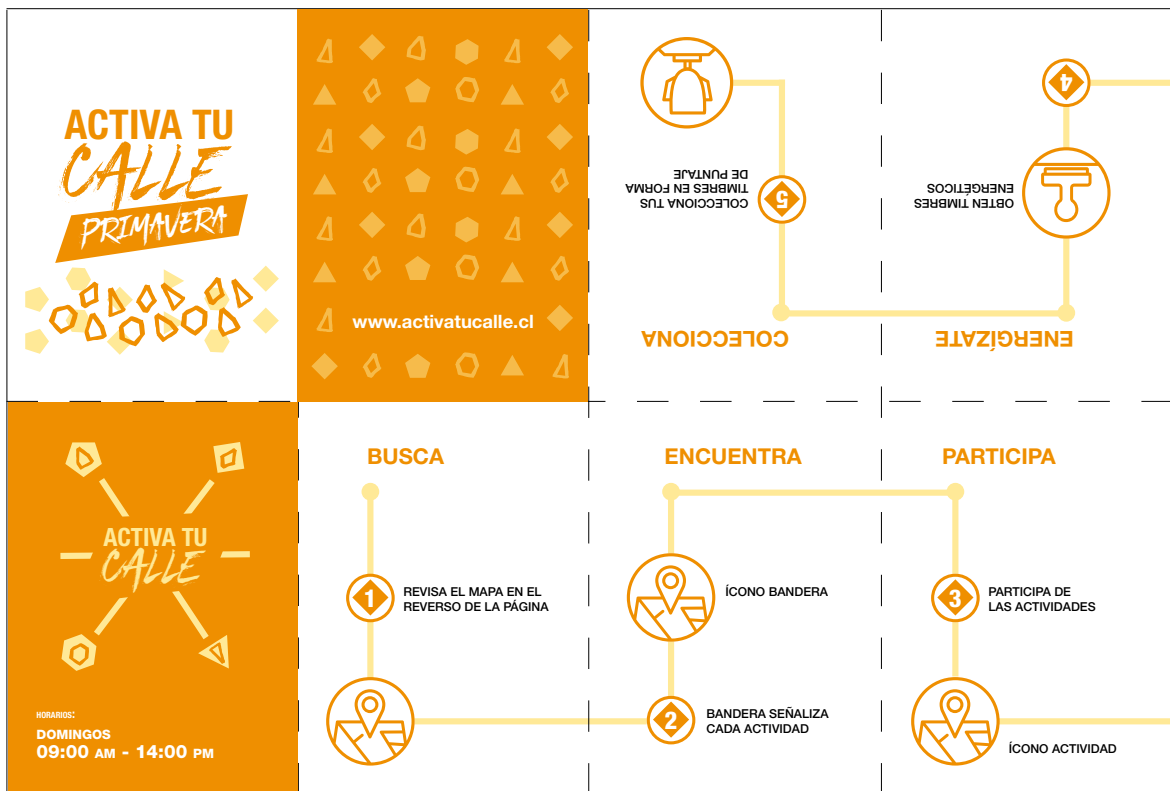 ACTIVA TU
CALLE
PRIMAVERA
www.activatucalle.cl
COLECCIONA
5
COLECCIONA TUS
TIMBRES EN FORMA
DE PUNTAJE
ENERGÍZATE
4
OBTEN TIMBRES
ENERGÉTICOS
ACTIVA TU
CALLE
HORARIOS:
DOMINGOS
09:00 AM - 14:00 PM
BUSCA
1
REVISA EL MAPA EN EL
REVERSO DE LA PÁGINA
ENCUENTRA
ÍCONO BANDERA
2
BANDERA SEÑALIZA
CADA ACTIVIDAD
PARTICIPA
3
PARTICIPA DE
LAS ACTIVIDADES
ÍCONO ACTIVIDAD